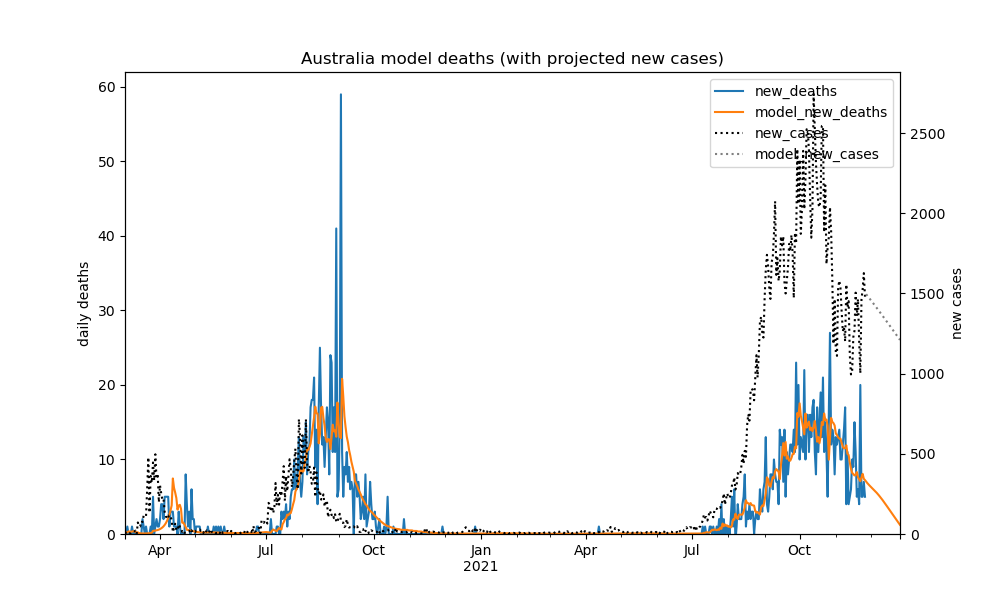 Australia model deaths (with projected new cases)
60
50
40
30
20
10
0
daily deaths
new_deaths
model_new_deaths
new_cases
model_new_cases
2500
2000
1500
1000
500
0
new cases
Apr
Jul
Oct
Jan
2021
Apr
Jul
Oct